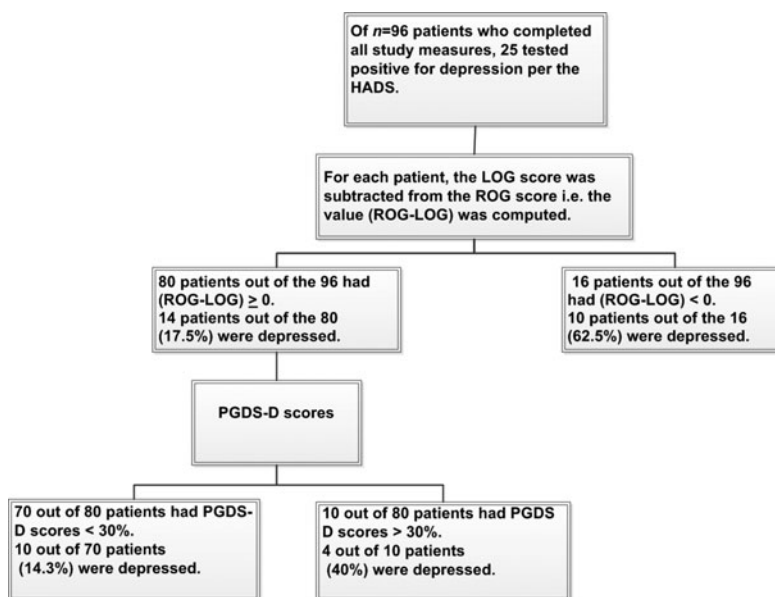 Of n=96 patients who completed
all study measures, 25 tested
positive for depression per the
HADS.
For each patient, the LOG score was
subtracted from the ROG score i.e. the
value (ROG-LOG) was computed.
80 patients out of the 96 had
(ROG-LOG) ≥ 0.
14 patients out of the 80
(17.5%) were depressed.
16 patients out of the 96
had (ROG-LOG) < 0.
10 patients out of the 16
(62.5%) were depressed.
PGDS-D scores
70 out of 80 patients had PGDS-
D scores < 30%.
10 out of 70 patients
(14.3%) were depressed.
10 out of 80 patients had PGDS
D scores > 30%.
4 out of 10 patients
(40%) were depressed.